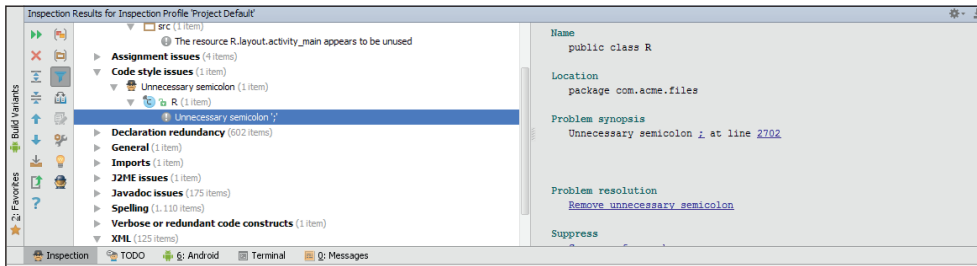 Inspection Results for Inspection Profile 'Project Default'
src (1 item)
The resource R.layout.activity_main appears to be unused
Assignment issues (4 items)
Code style issues (1 item)
Unnecessary semicolon (1 item)
R (1 item)
Unnecessary semicolon ';'
Declaration redundancy (602 items)
General (1 item)
Imports (1 item)
J2ME issues (1 item)
Javadoc issues (175 items)
Spelling (1.110 items)
Verbose or redundant code constructs (1 item)
XML (125 items)
Name
public class R
Location
package com.acme.files
Problem synopsis
Unnecessary semicolon ; at line 2702
Problem resolution
Remove unnecessary semicolon
Suppress
Build Variants
2: Favorites
Inspection TODO 6: Android Terminal 0: Messages